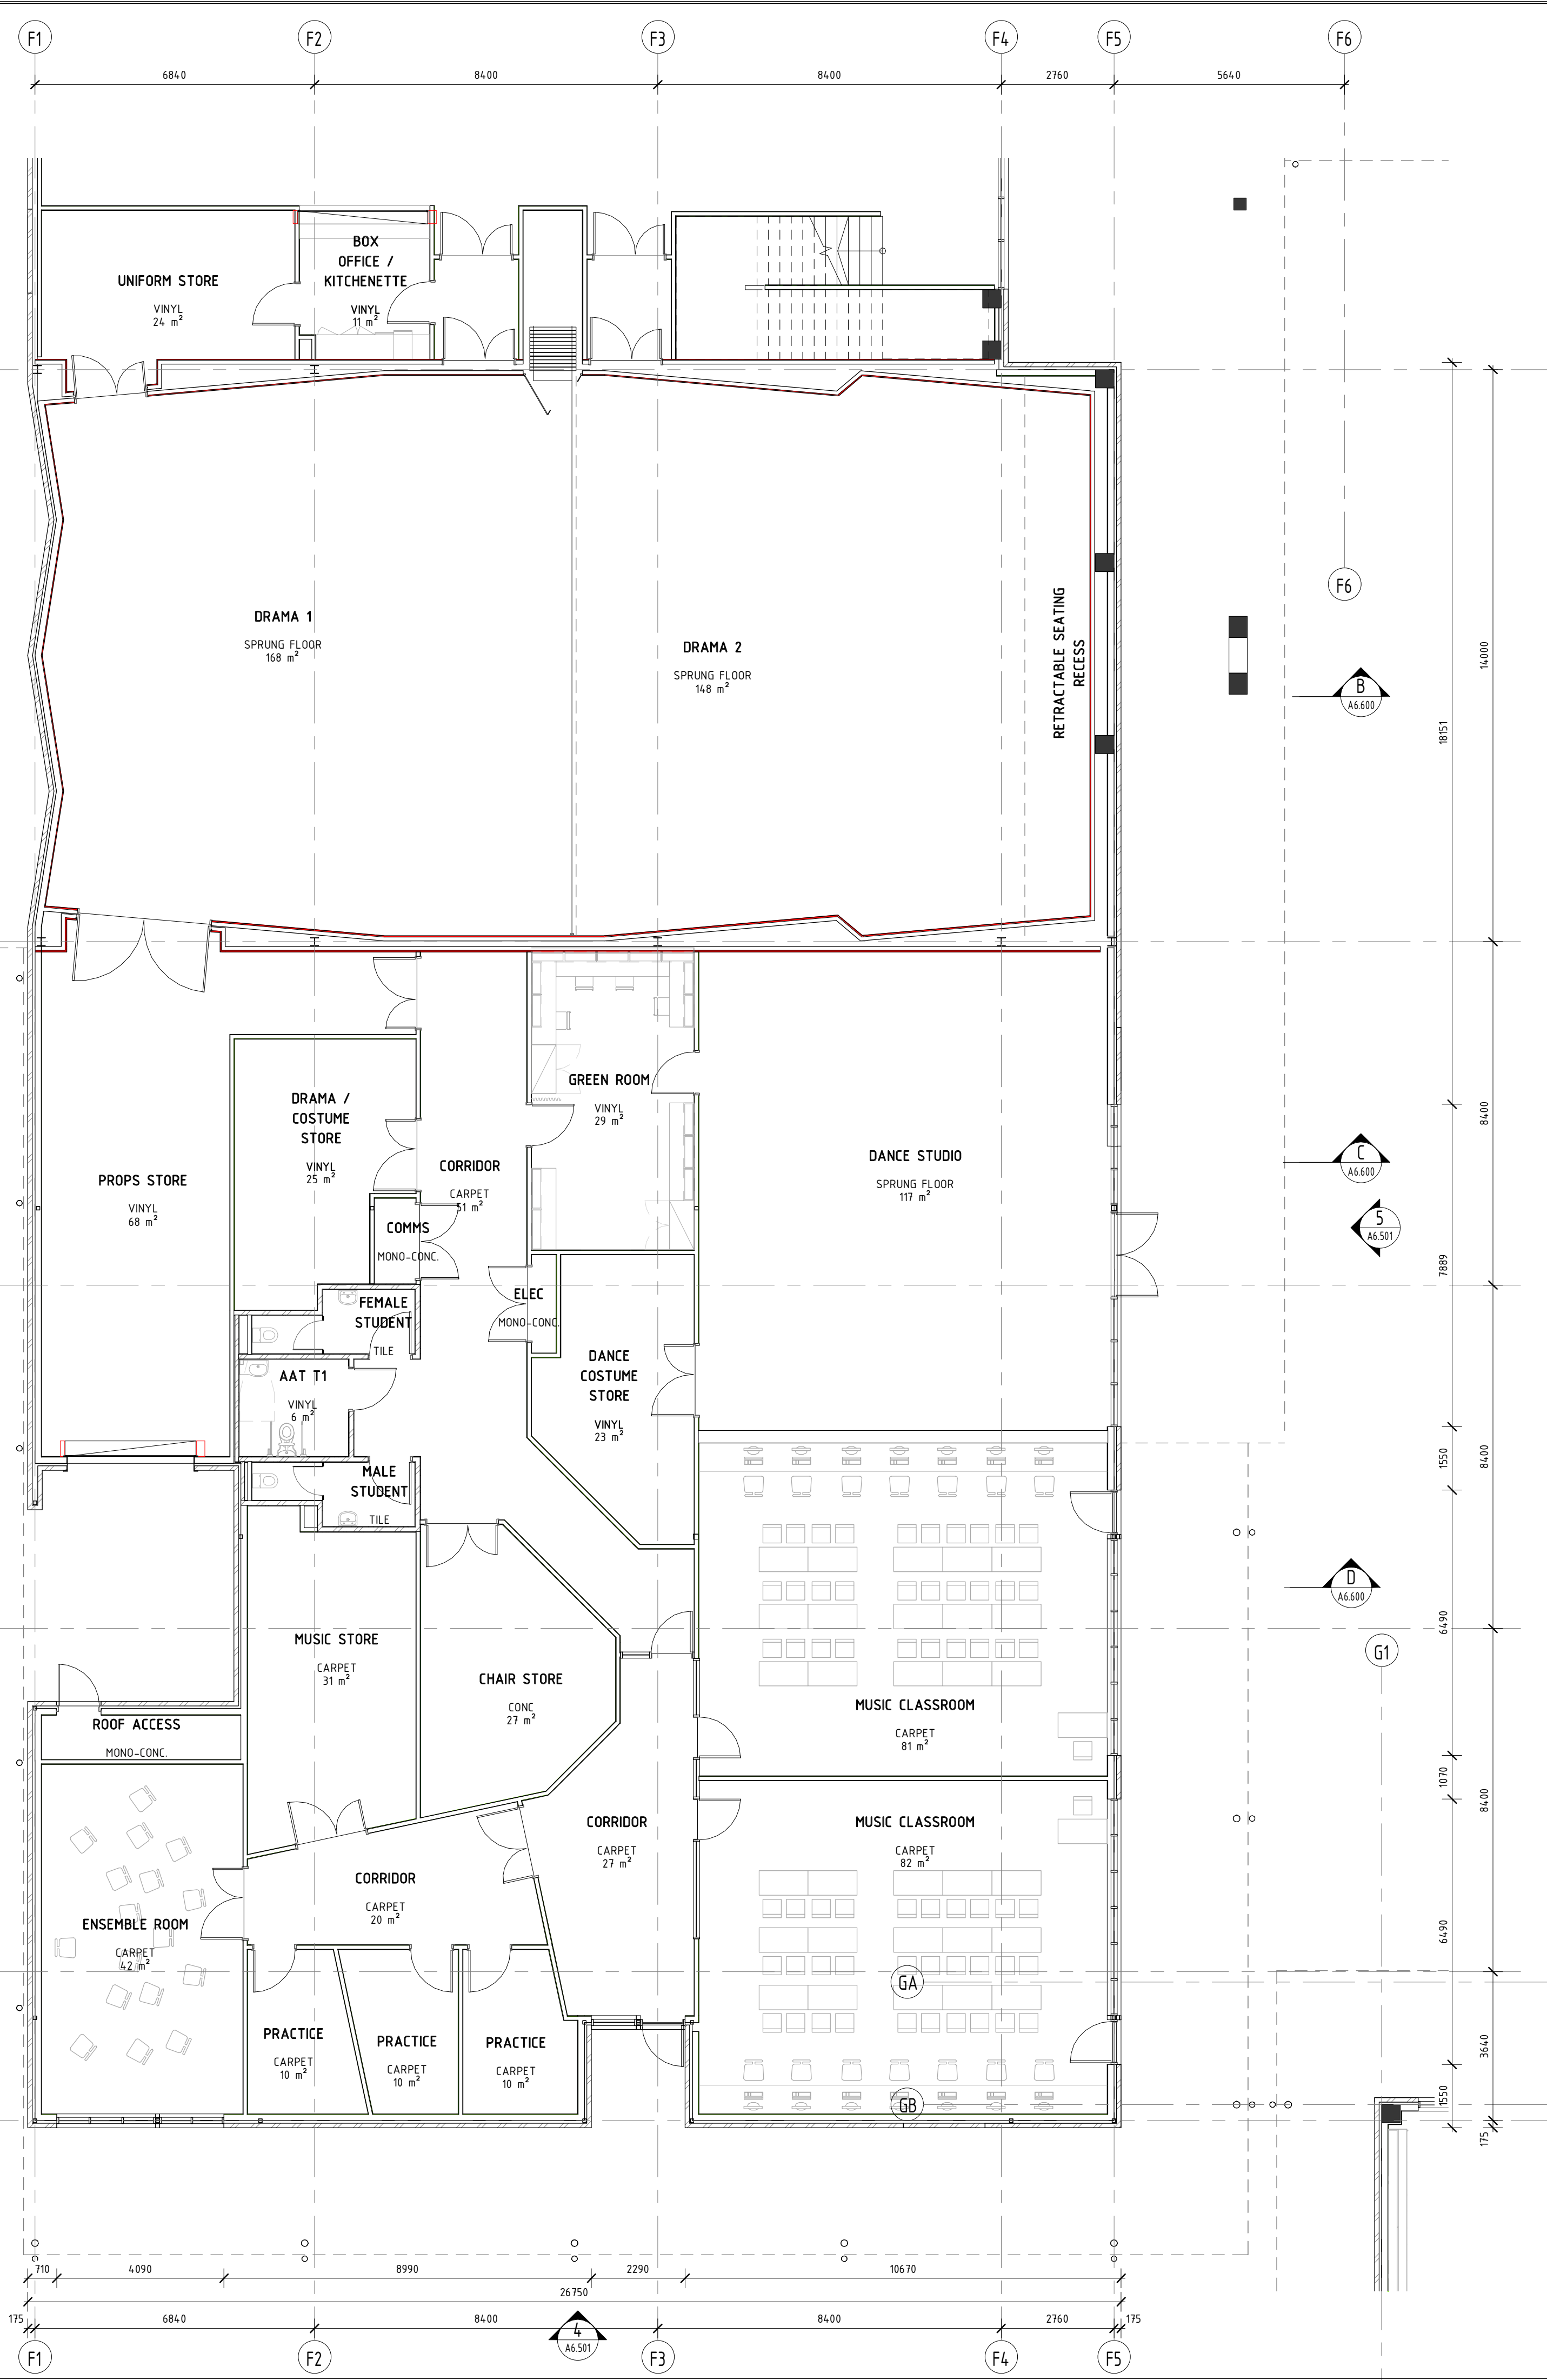 F1 F2 F3 F4 F5 F6
6840 8400 8400 2760 5640
BOX
OFFICE /
KITCHENETTE
VINYL
11 m²
UNIFORM STORE
VINYL
24 m²
F6
DRAMA 1
SPRUNG FLOOR
168 m²
DRAMA 2
SPRUNG FLOOR
148 m²
RETRACTABLE SEATING
RECESS
14000
18151
B
A6.600
GREEN ROOM
VINYL
29 m²
DRAMA /
COSTUME
STORE
VINYL
25 m²
CORRIDOR
CARPET
51 m²
DANCE STUDIO
SPRUNG FLOOR
117 m²
8400
C
A6.600
PROPS STORE
VINYL
68 m²
COMMS
MONO-CONC.
5
A6.501
7889
ELEC
MONO-CONC.
FEMALE
STUDENT
TILE
AAT T1
VINYL
6 m²
DANCE
COSTUME
STORE
VINYL
23 m²
1550
8400
MALE
STUDENT
TILE
D
A6.600
6490
G1
MUSIC STORE
CARPET
31 m²
CHAIR STORE
CONC
27 m²
MUSIC CLASSROOM
CARPET
81 m²
ROOF ACCESS
MONO-CONC.
1070
8400
CORRIDOR
CARPET
27 m²
MUSIC CLASSROOM
CARPET
82 m²
CORRIDOR
CARPET
20 m²
ENSEMBLE ROOM
CARPET
42 m²
6490
GA
PRACTICE
CARPET
10 m²
PRACTICE
CARPET
10 m²
PRACTICE
CARPET
10 m²
3640
1550
GB
175
710 4090 8990 2290 10670
26750
175 6840 8400 8400 2760 175
4
A6.501
F1 F2 F3 F4 F5